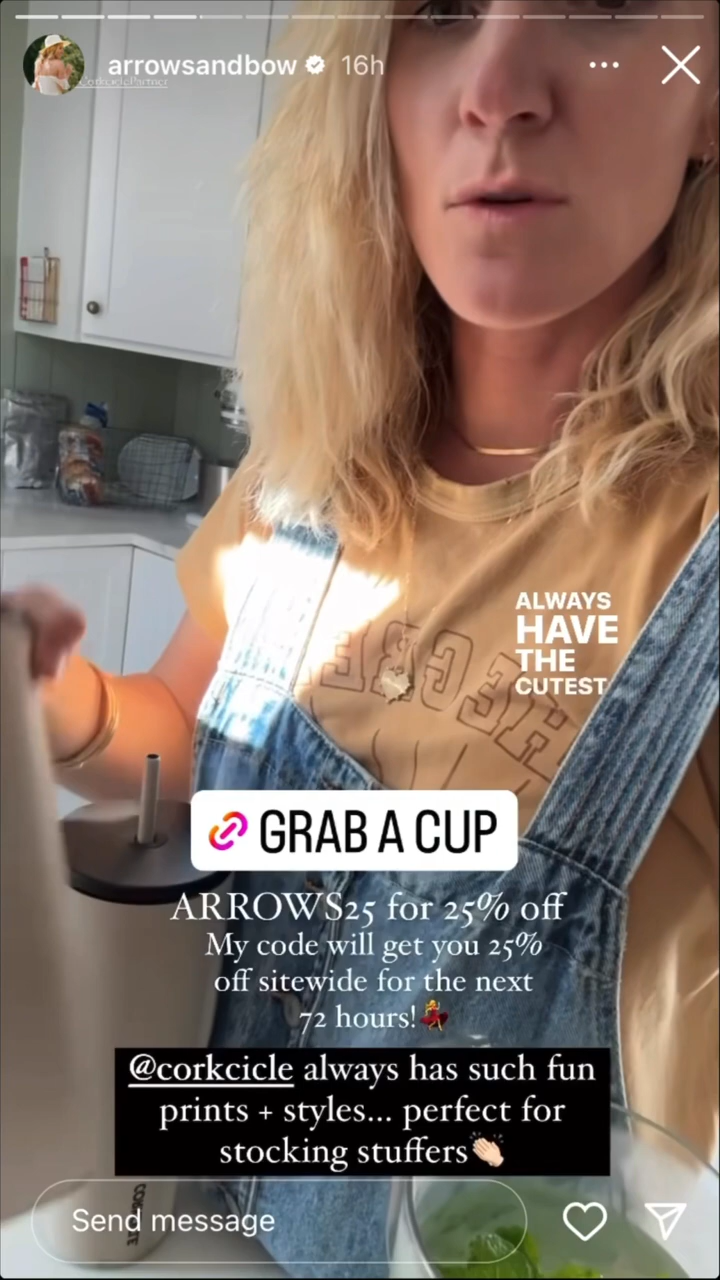 arrowsandbow 16h
CorkciclePartner
ALWAYS
HAVE
THE
CUTEST
GRAB A CUP
ARROWS25 for 25% off
My code will get you 25%
off sitewide for the next
72 hours!💃
@corkcicle always has such fun
prints + styles... perfect for
stocking stuffers👏🏻
CORKCICLE
Send message